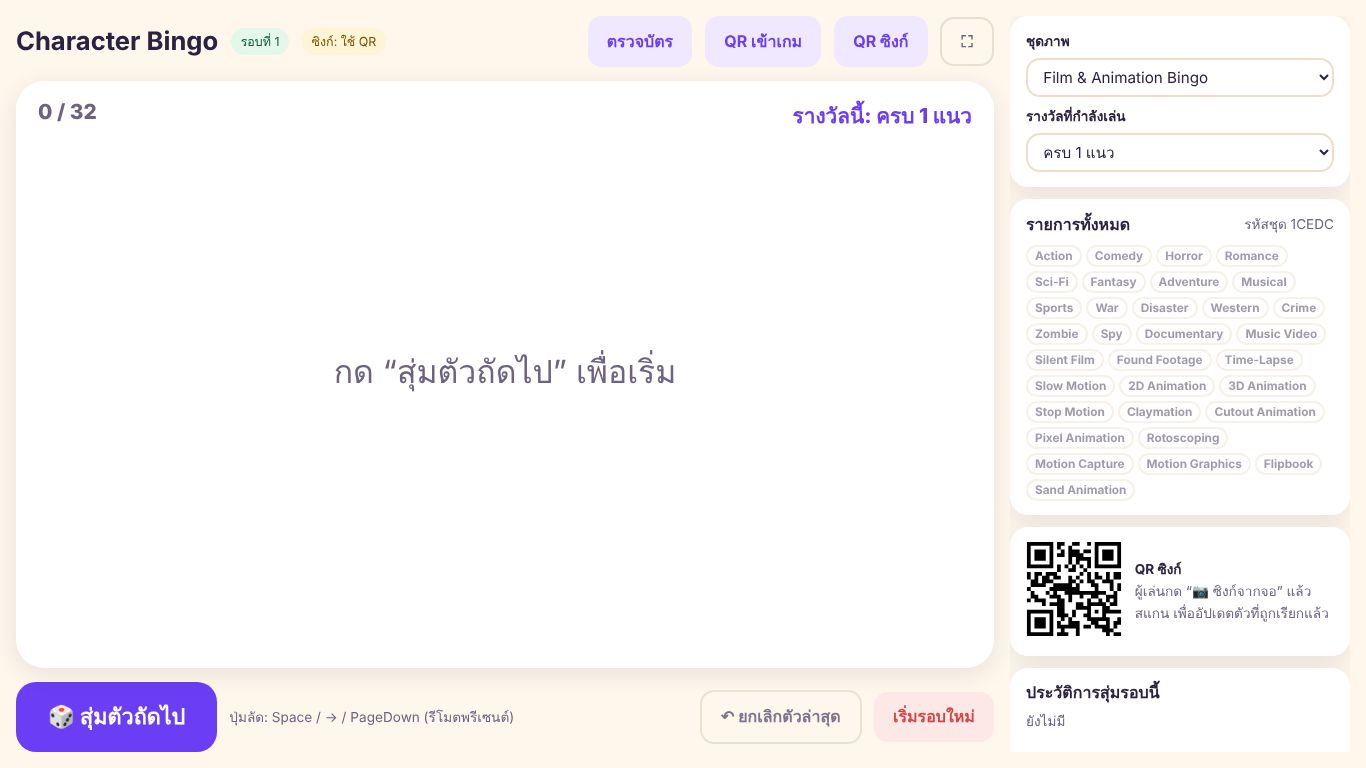 Character Bingo
รอบที่ 1
ซิงก์: ใช้ QR
ตรวจบัตร
QR เข้าเกม
QR ซิงก์
0 / 32
รางวัลนี้: ครบ 1 แนว
กด “สุ่มตัวถัดไป” เพื่อเริ่ม
🎲 สุ่มตัวถัดไป
ปุ่มลัด: Space / → / PageDown (รีโมตพรีเซนต์)
↶ ยกเลิกตัวล่าสุด
เริ่มรอบใหม่
ชุดภาพ
Film & Animation Bingo
รางวัลที่กำลังเล่น
ครบ 1 แนว
รายการทั้งหมด
รหัสชุด 1CEDC
Action Comedy Horror Romance
Sci-Fi Fantasy Adventure Musical
Sports War Disaster Western Crime
Zombie Spy Documentary Music Video
Silent Film Found Footage Time-Lapse
Slow Motion 2D Animation 3D Animation
Stop Motion Claymation Cutout Animation
Pixel Animation Rotoscoping
Motion Capture Motion Graphics Flipbook
Sand Animation
QR ซิงก์
ผู้เล่นกด “📷 ซิงก์จากจอ” แล้ว
สแกน เพื่ออัปเดตตัวที่ถูกเรียกแล้ว
ประวัติการสุ่มรอบนี้
ยังไม่มี